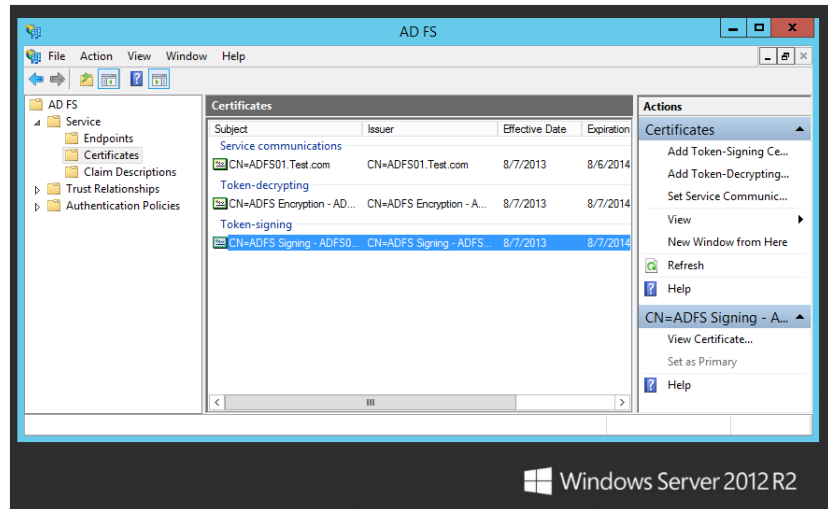 AD FS
File Action View Window Help
AD FS
Service
Endpoints
Certificates
Claim Descriptions
Trust Relationships
Authentication Policies
Certificates
Subject Issuer Effective Date Expiration
Service communications
CN=ADFS01.Test.com CN=ADFS01.Test.com 8/7/2013 8/6/2014
Token-decrypting
CN=ADFS Encryption - AD... CN=ADFS Encryption - A... 8/7/2013 8/7/2014
Token-signing
CN=ADFS Signing - ADFS0... CN=ADFS Signing - ADFS... 8/7/2013 8/7/2014
Actions
Certificates
Add Token-Signing Ce...
Add Token-Decrypting...
Set Service Communic...
View
New Window from Here
Refresh
Help
CN=ADFS Signing - A...
View Certificate...
Set as Primary
Help
Windows Server 2012 R2